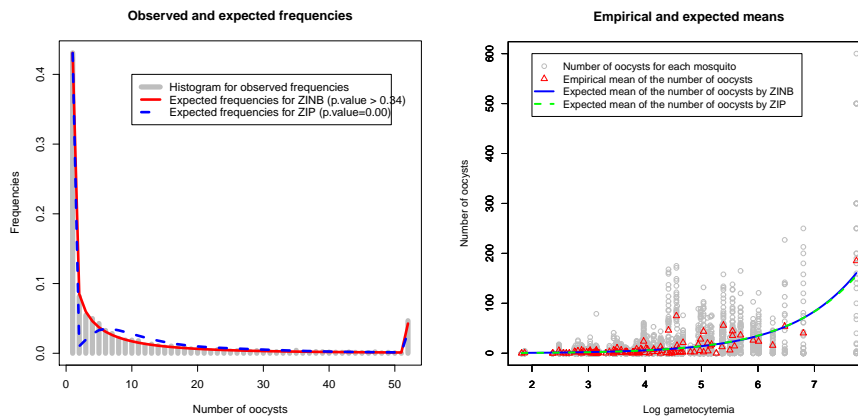 Observed and expected frequencies
Histogram for observed frequencies
Expected frequencies for ZINB (p.value > 0.34)
Expected frequencies for ZIP (p.value=0.00)
Frequencies
0.0
0.1
0.2
0.3
0.4
0
10
20
30
40
50
Number of oocysts
Empirical and expected means
Number of oocysts for each mosquito
Empirical mean of the number of oocysts
Expected mean of the number of oocysts by ZINB
Expected mean of the number of oocysts by ZIP
Number of oocysts
0
100
200
300
400
500
600
2
3
4
5
6
7
Log gametocytemia